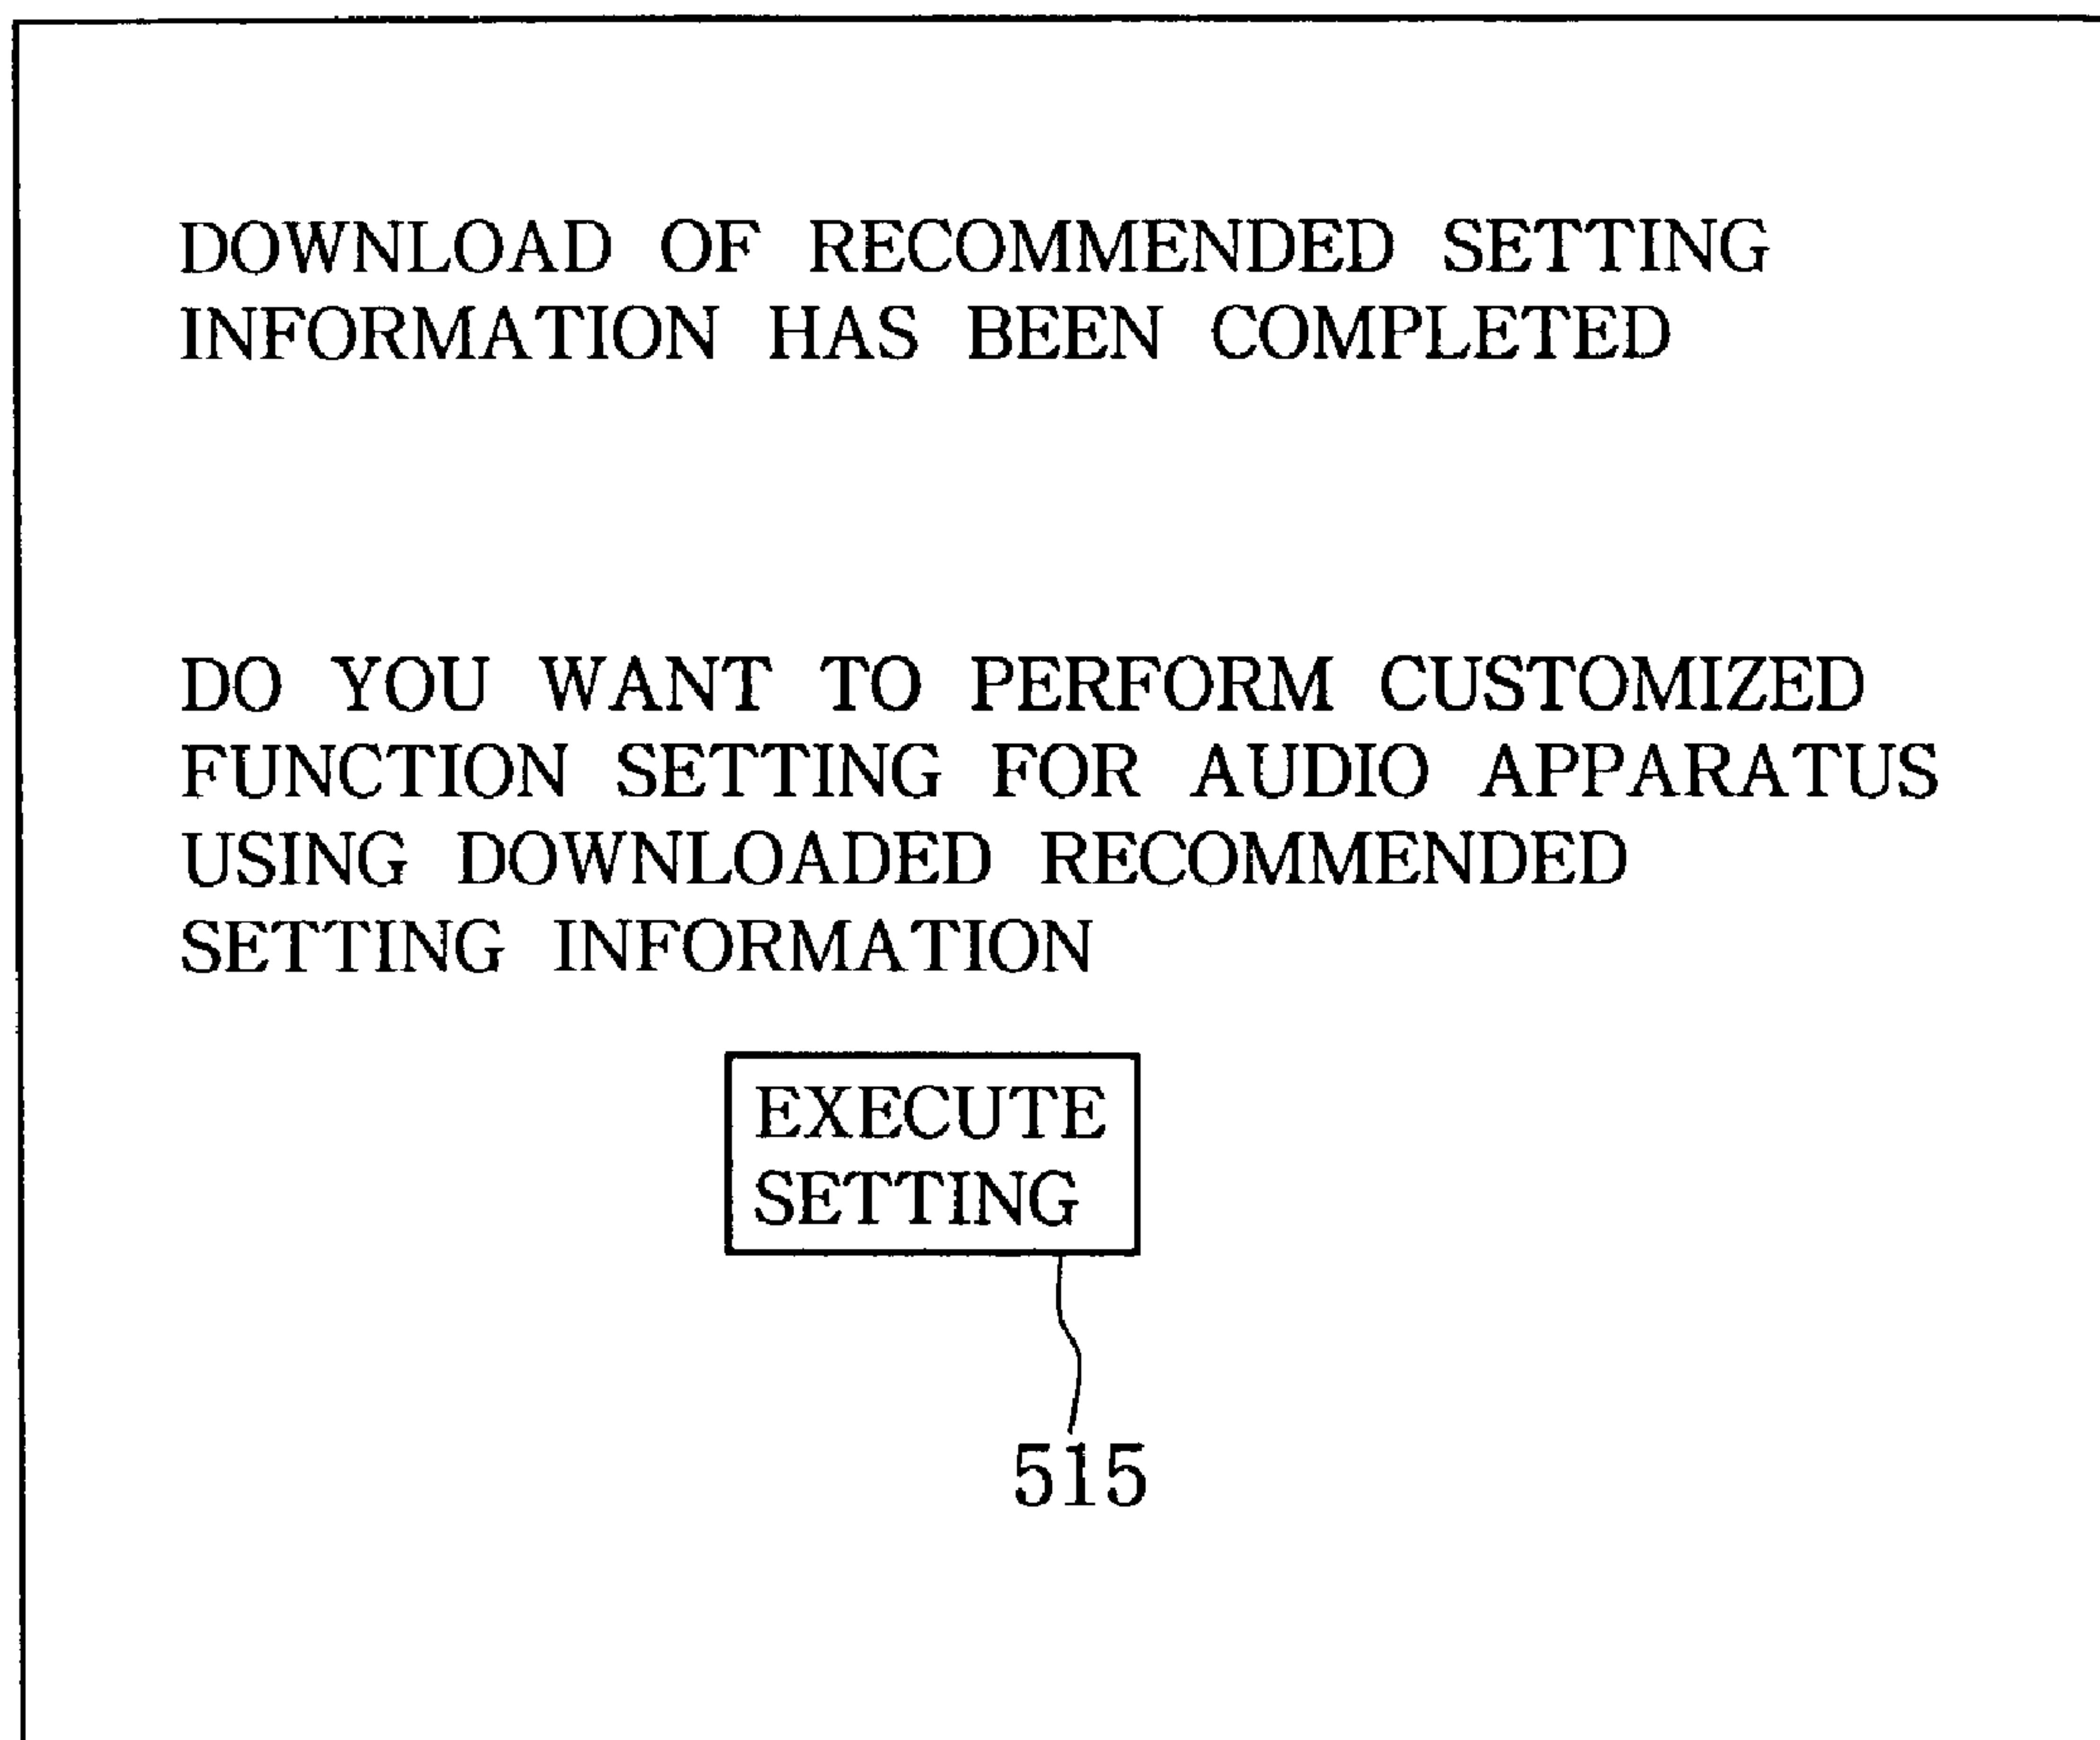 DOWNLOAD OF RECOMMENDED SETTING
INFORMATION HAS BEEN COMPLETED
DO YOU WANT TO PERFORM CUSTOMIZED
FUNCTION SETTING FOR AUDIO APPARATUS
USING DOWNLOADED RECOMMENDED
SETTING INFORMATION
EXECUTE
SETTING
515